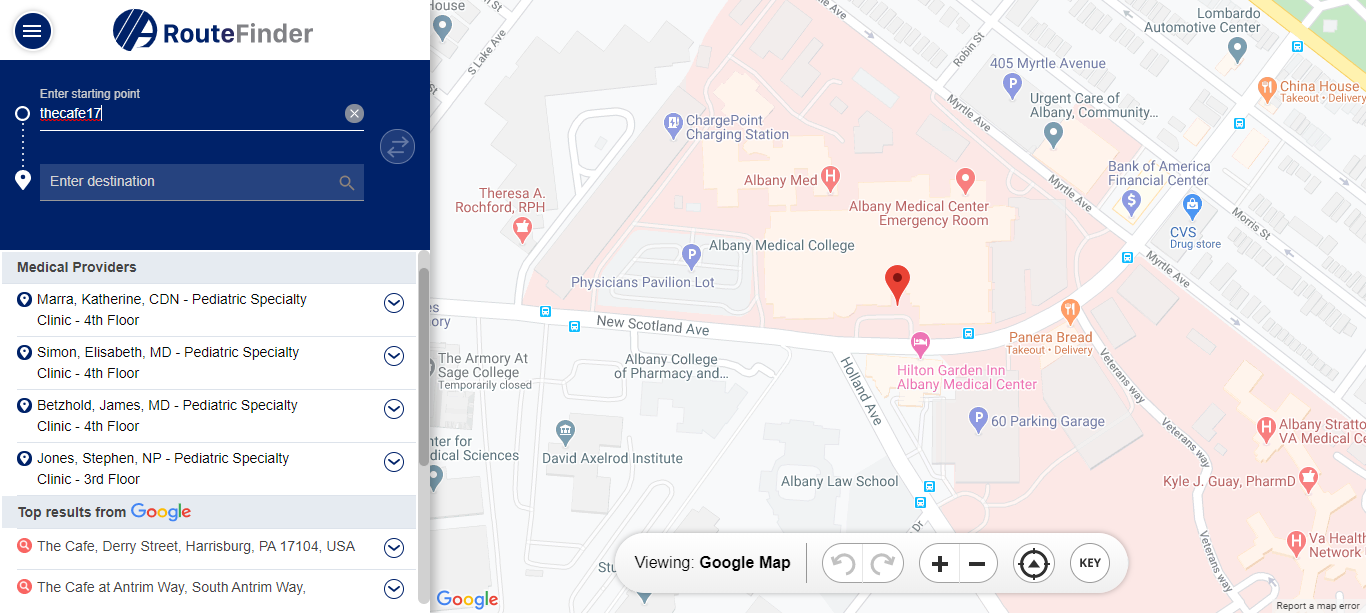 RouteFinder
Enter starting point
thecafe17
Enter destination
Medical Providers
Marra, Katherine, CDN - Pediatric Specialty
Clinic - 4th Floor
Simon, Elisabeth, MD - Pediatric Specialty
Clinic - 4th Floor
Betzhold, James, MD - Pediatric Specialty
Clinic - 4th Floor
Jones, Stephen, NP - Pediatric Specialty
Clinic - 3rd Floor
Top results from Google
The Cafe, Derry Street, Harrisburg, PA 17104, USA
The Cafe at Antrim Way, South Antrim Way,
House
S Lake Ave
Ave
Robin St
Lombardo
Automotive Center
405 Myrtle Avenue
P
China House
Takeout • Delivery
Urgent Care of
Albany, Community...
Myrtle Ave
ChargePoint
Charging Station
Bank of America
Financial Center
$
Albany Med
H
Myrtle Ave
Theresa A.
Rochford, RPH
Albany Medical Center
Emergency Room
Myrtle Ave
Morris St
CVS
Drug store
Albany Medical College
P
Physicians Pavilion Lot
Myrtle Ave
es
ory
New Scotland Ave
Panera Bread
Takeout • Delivery
The Armory At
Sage College
Temporarily closed
Albany College
of Pharmacy and...
Holland Ave
Hilton Garden Inn
Albany Medical Center
Veterans way
P
60 Parking Garage
H
Albany Stratto
VA Medical Ce
nter for
dical Sciences
David Axelrod Institute
Veterans way
Albany Law School
Kyle J. Guay, PharmD
Veterans way
Dr
H
Va Health
Network
Stu
Viewing: Google Map
KEY
Google
Report a map error